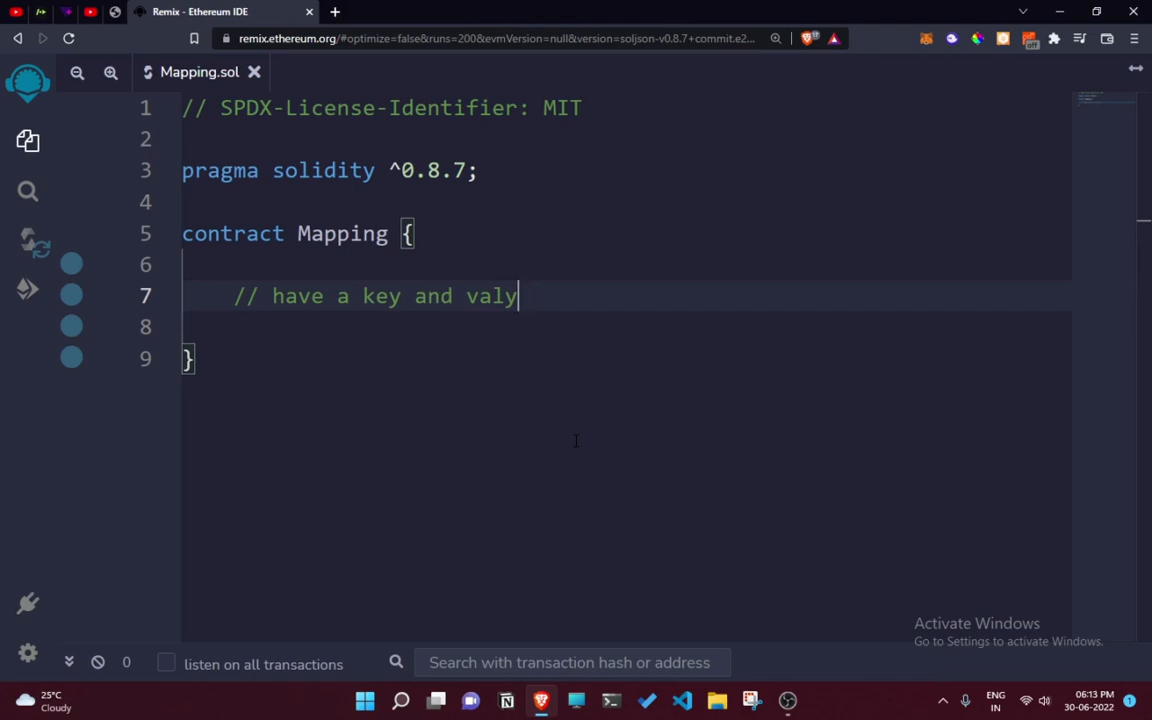 Remix - Ethereum IDE
remix.ethereum.org/#optimize=false&runs=200&evmVersion=null&version=soljson-v0.8.7+commit.e2...
17
off
Mapping.sol
1 // SPDX-License-Identifier: MIT
2
3 pragma solidity ^0.8.7;
4
5 contract Mapping {
6
7 // have a key and valy
8
9 }
Activate Windows
Go to Settings to activate Windows.
0 listen on all transactions Search with transaction hash or address
25°C
Cloudy
ENG
IN
06:13 PM
30-06-2022
1